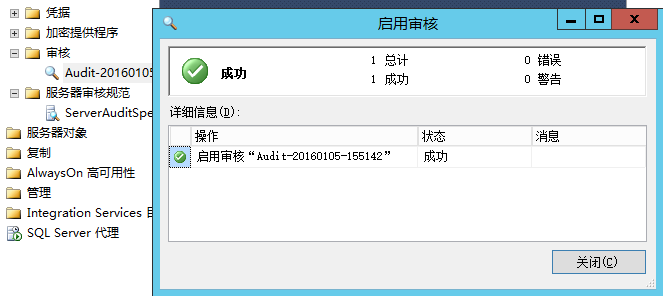 凭据
加密提供程序
审核
Audit-20160105
服务器审核规范
ServerAuditSpe
服务器对象
复制
AlwaysOn 高可用性
管理
Integration Services
SQL Server 代理
启用审核
成功
1 总计
0 错误
1 成功
0 警告
详细信息(D):
操作 状态 消息
启用审核“Audit-20160105-155142” 成功
关闭(C)